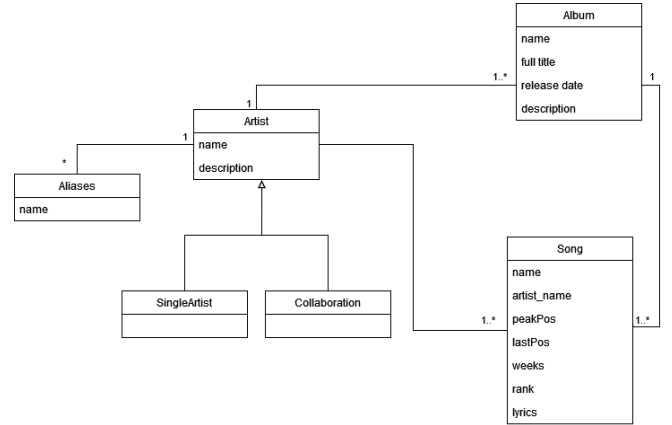 Album
name
full title
release date
description
1..*
1
1
Artist
name
description
1
*
Aliases
name
SingleArtist
Collaboration
Song
name
artist_name
peakPos
lastPos
weeks
rank
lyrics
1..*
1..*